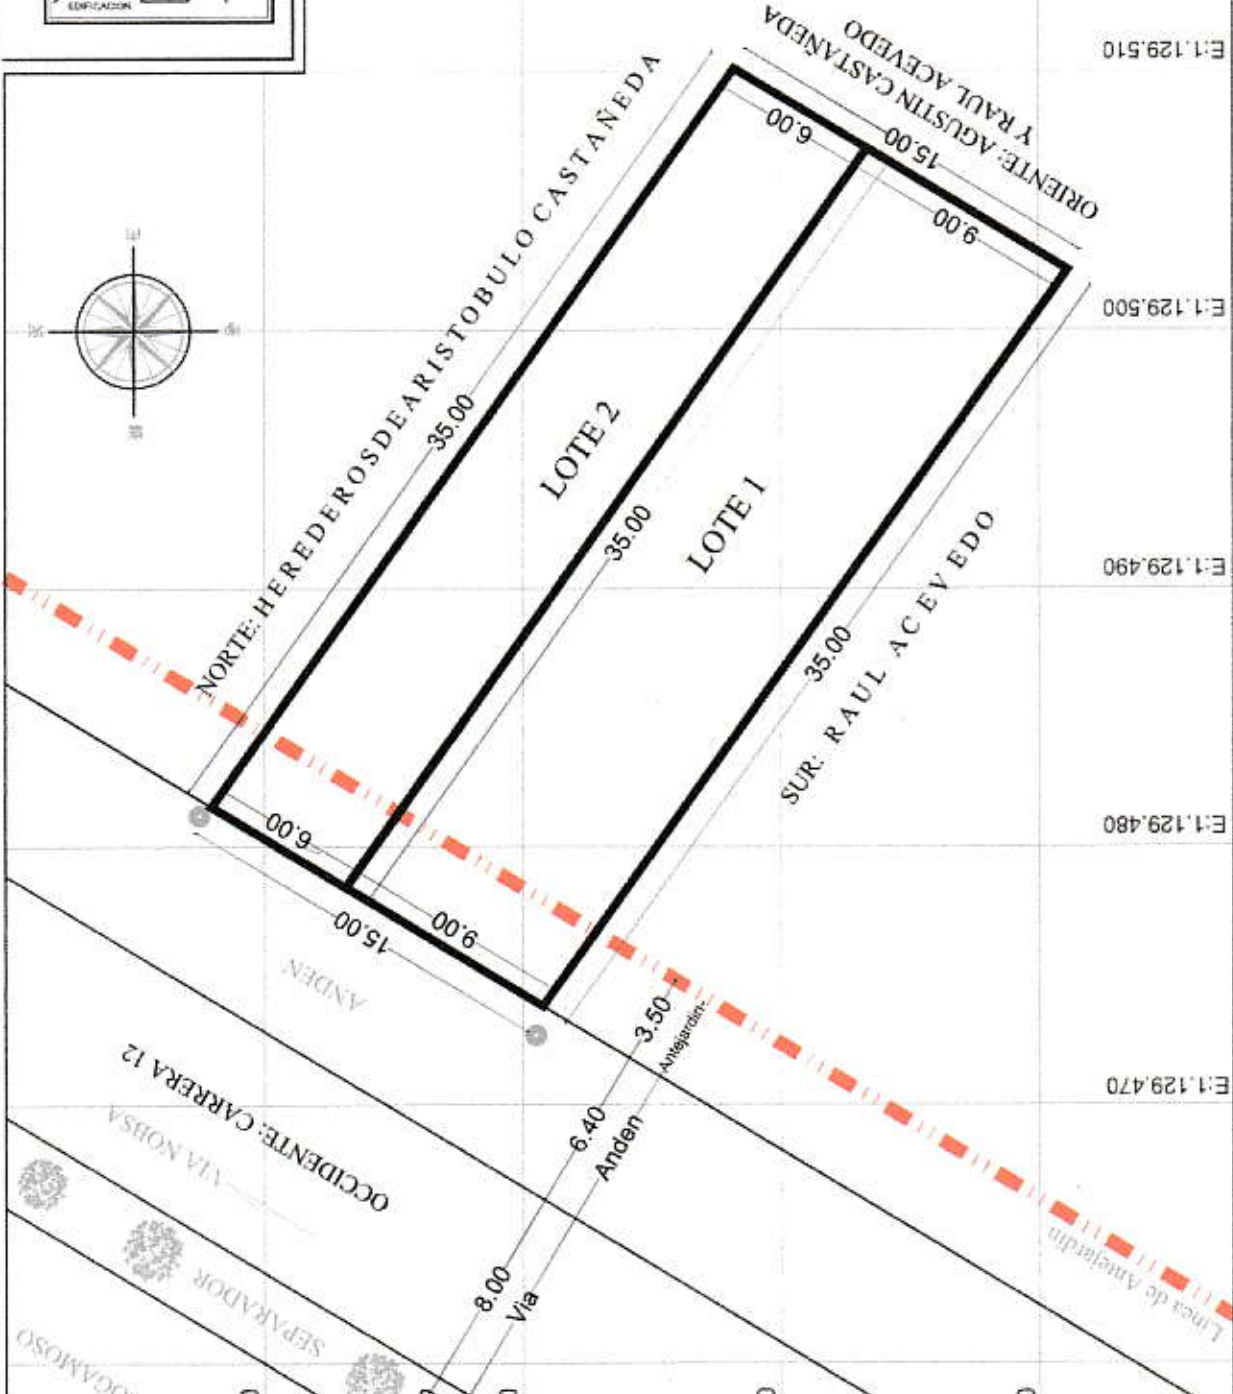 EDIFICACION
E:1.129.510
ORIENTE: AGUSTIN CASTAÑEDA
Y RAUL ACEVEDO
15.00
6.00
9.00
NORTE: HEREDEROS DE ARISTOBULO CASTAÑEDA
35.00
LOTE 2
35.00
LOTE 1
35.00
SUR: RAUL ACEVEDO
E:1.129.500
E:1.129.490
E:1.129.480
E:1.129.470
6.00
9.00
15.00
ANDEN
OCCIDENTE: CARRERA 12
VIA NOBSA
SEPARADOR
3.50
Antejardin
6.40
Anden
8.00
Via
Linea de Antejardin